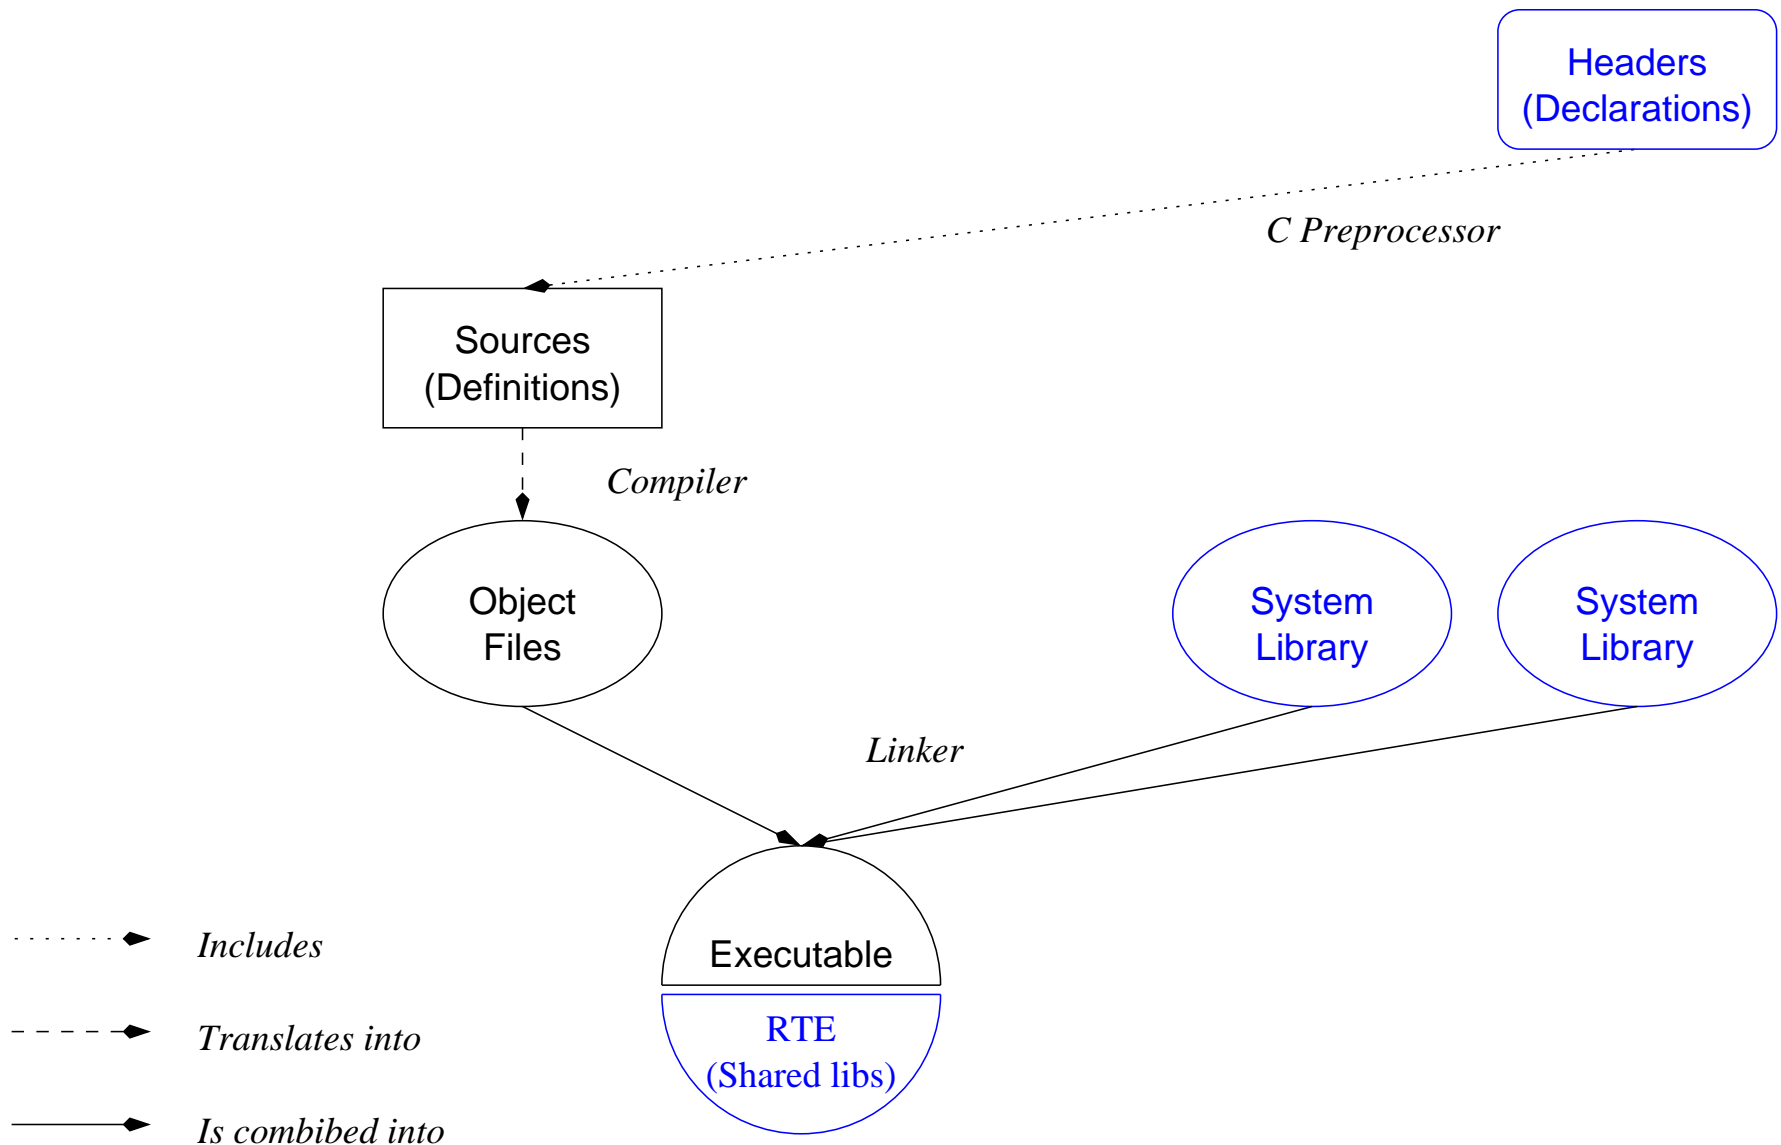 Headers
(Declarations)
C Preprocessor
Sources
(Definitions)
Compiler
Object
Files
System
Library
System
Library
Linker
Executable
RTE
(Shared libs)
Includes
Translates into
Is combibed into